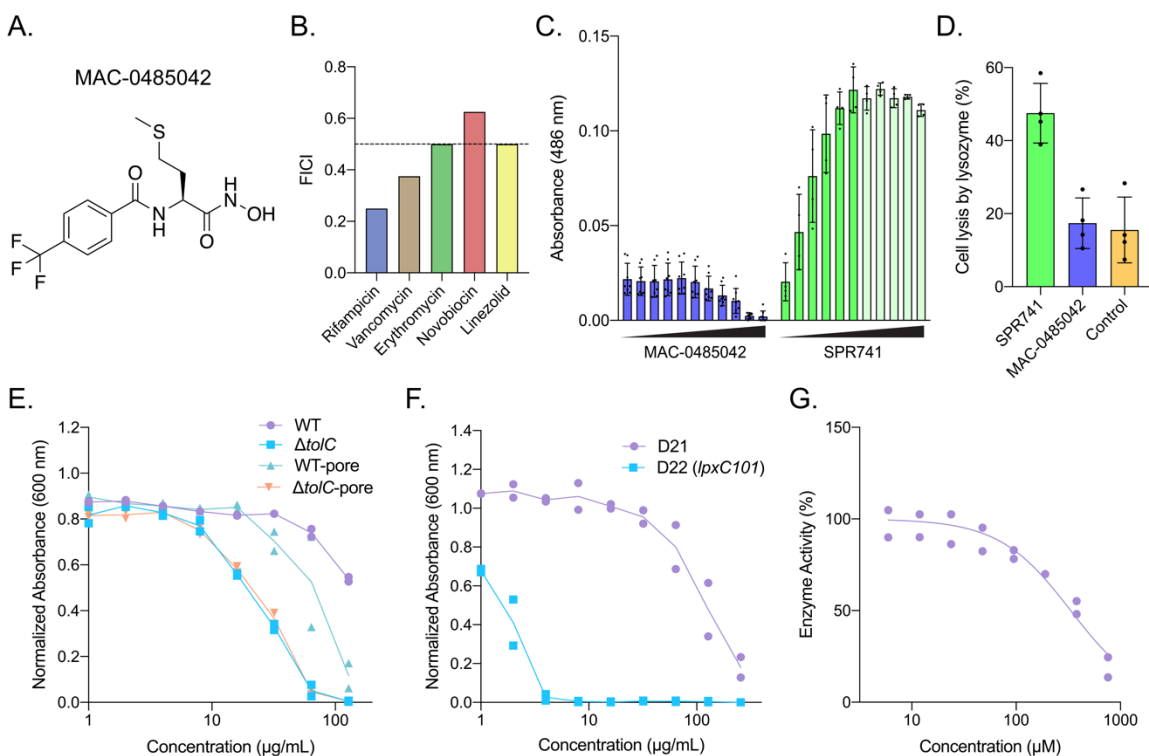 A.
MAC-0485042
S
O
N
H
O
H
N
OH
F
F
F
B.
FICI
0.8
0.6
0.4
0.2
0.0
Rifampicin
Vancomycin
Erythromycin
Novobiocin
Linezolid
C.
Absorbance (486 nm)
0.15
0.10
0.05
0.00
MAC-0485042
SPR741
D.
Cell lysis by lysozyme (%)
60
40
20
0
SPR741
MAC-0485042
Control
E.
WT
ΔtolC
WT-pore
ΔtolC-pore
Normalized Absorbance (600 nm)
1.2
1.0
0.8
0.6
0.4
0.2
0.0
1
10
100
Concentration (µg/mL)
F.
D21
D22 (lpxC101)
Normalized Absorbance (600 nm)
1.4
1.2
1.0
0.8
0.6
0.4
0.2
0.0
1
10
100
Concentration (µg/mL)
G.
Enzyme Activity (%)
150
100
50
0
10
100
1000
Concentration (µM)